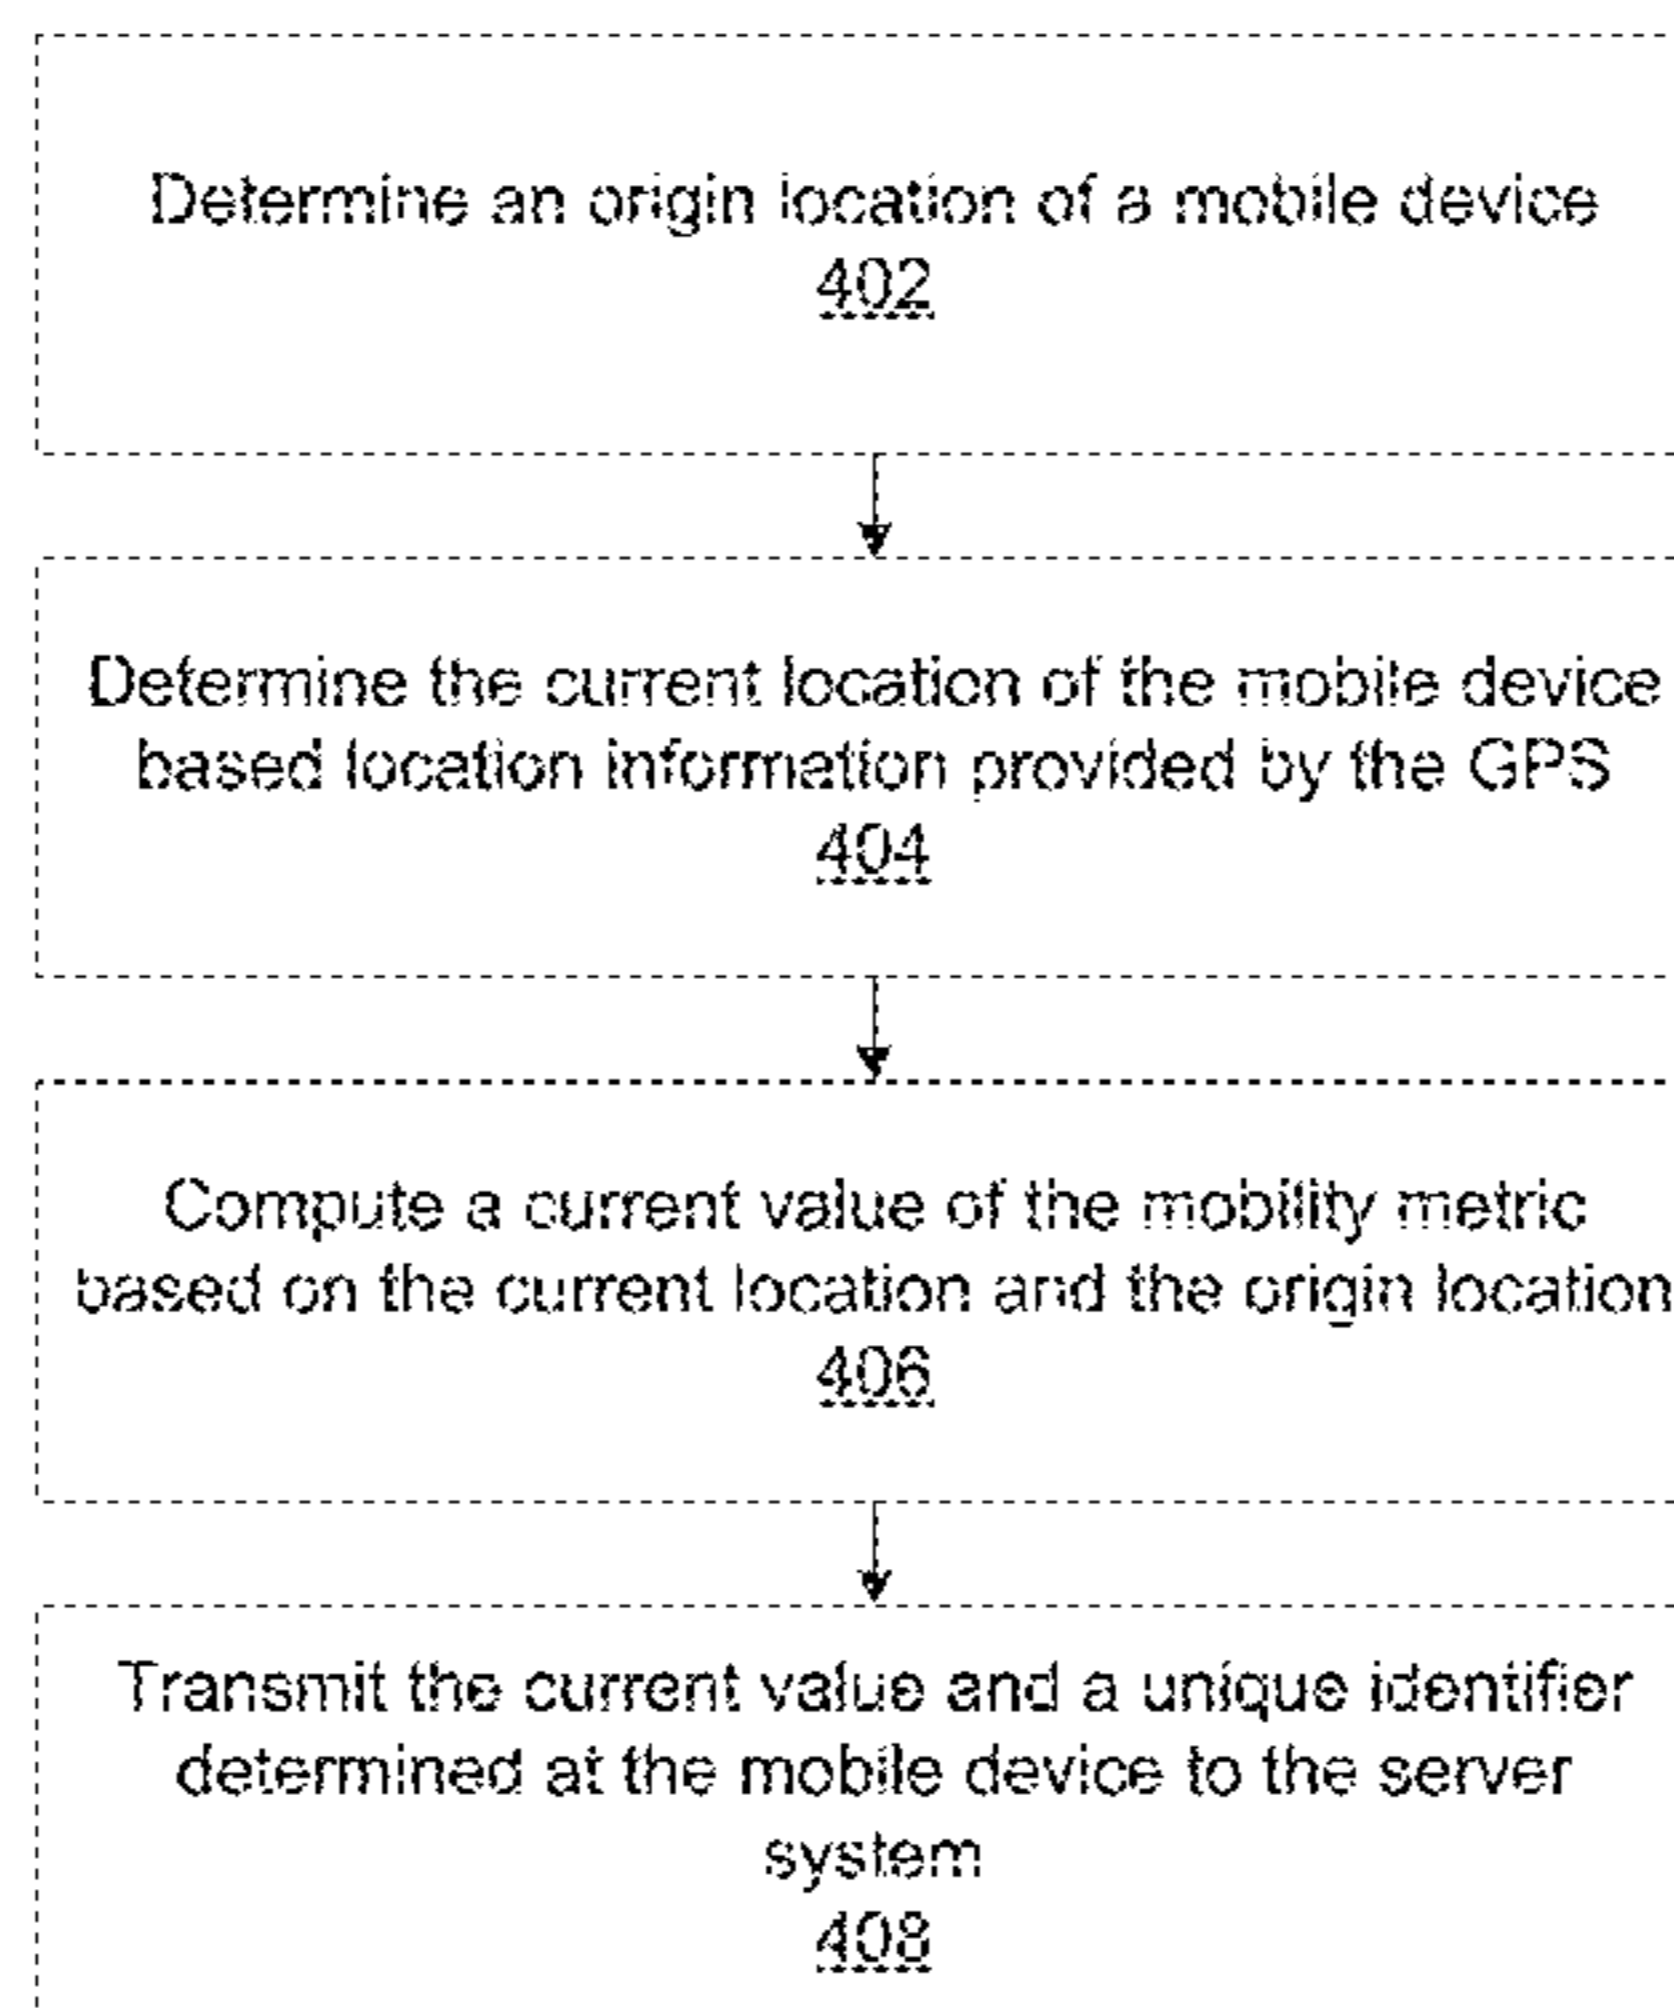 Determine an origin location of a mobile device
402
Determine the current location of the mobile device
based location information provided by the GPS
404
Compute a current value of the mobility metric
based on the current location and the origin location
406
Transmit the current value and a unique identifier
determined at the mobile device to the server
system
408